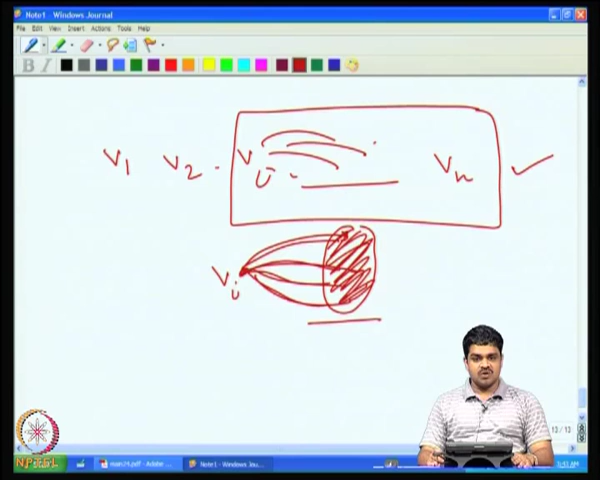 Note1 - Windows Journal
File Edit View Insert Actions Tools Help
B I
V1 V2 . Vi - Vn
Vi
13 / 13
NPTEL
main24.pdf - Adobe ...
Note1 - Windows Jou...